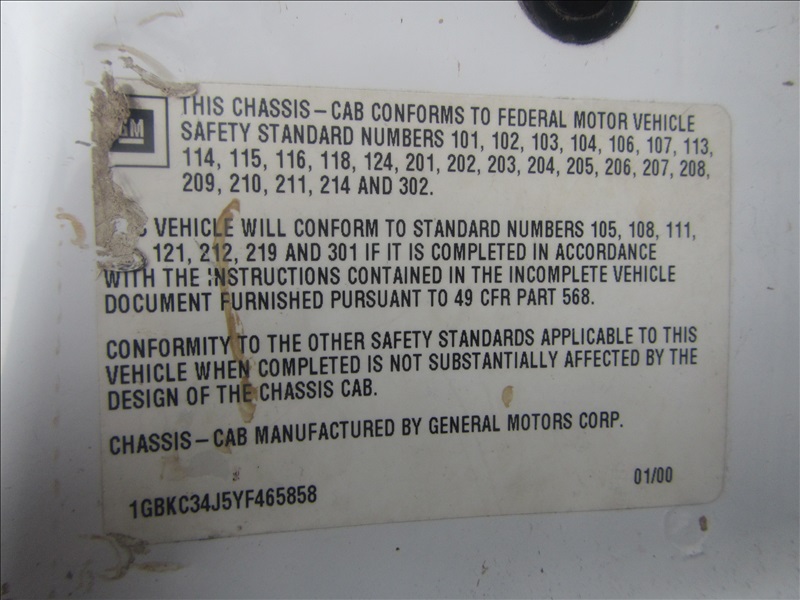 GM
THIS CHASSIS-CAB CONFORMS TO FEDERAL MOTOR VEHICLE
SAFETY STANDARD NUMBERS 101, 102, 103, 104, 106, 107, 113,
114, 115, 116, 118, 124, 201, 202, 203, 204, 205, 206, 207, 208,
209, 210, 211, 214 AND 302.
VEHICLE WILL CONFORM TO STANDARD NUMBERS 105, 108, 111,
121, 212, 219 AND 301 IF IT IS COMPLETED IN ACCORDANCE
WITH THE INSTRUCTIONS CONTAINED IN THE INCOMPLETE VEHICLE
DOCUMENT FURNISHED PURSUANT TO 49 CFR PART 568.
CONFORMITY TO THE OTHER SAFETY STANDARDS APPLICABLE TO THIS
VEHICLE WHEN COMPLETED IS NOT SUBSTANTIALLY AFFECTED BY THE
DESIGN OF THE CHASSIS CAB.
CHASSIS-CAB MANUFACTURED BY GENERAL MOTORS CORP.
1GBKC34J5YF465858
01/00